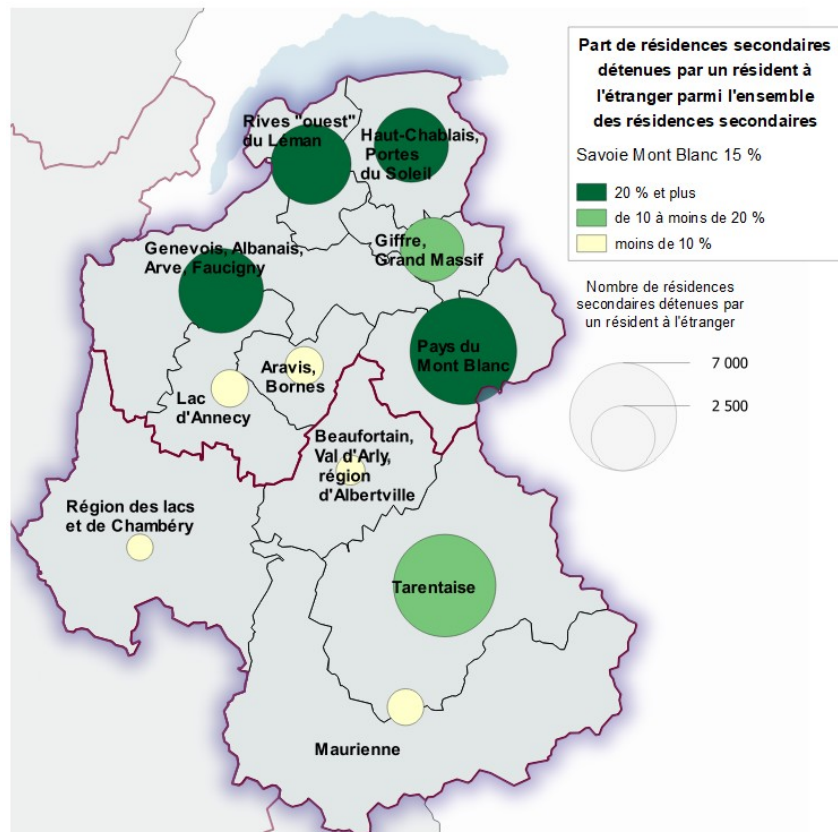 Part de résidences secondaires
détenues par un résident à
l'étranger parmi l'ensemble
des résidences secondaires
Savoie Mont Blanc 15 %
20 % et plus
de 10 à moins de 20 %
moins de 10 %
Nombre de résidences
secondaires détenues par
un résident à l'étranger
7 000
2 500
Rives "ouest"
du Léman
Haut-Chablais,
Portes
du Soleil
Genevois, Albanais,
Arve, Faucigny
Giffre,
Grand Massif
Pays du
Mont Blanc
Aravis,
Bornes
Lac
d'Annecy
Beaufortain,
Val d'Arly,
région
d'Albertville
Région des lacs
et de Chambéry
Tarentaise
Maurienne